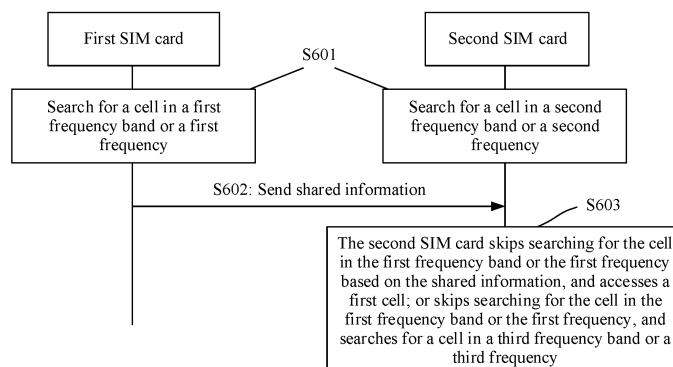 First SIM card
Second SIM card
S601
Search for a cell in a first
frequency band or a first
frequency
Search for a cell in a second
frequency band or a second
frequency
S602: Send shared information
S603
The second SIM card skips searching for the cell
in the first frequency band or the first frequency
based on the shared information, and accesses a
first cell; or skips searching for the cell in the
first frequency band or the first frequency, and
searches for a cell in a third frequency band or a
third frequency